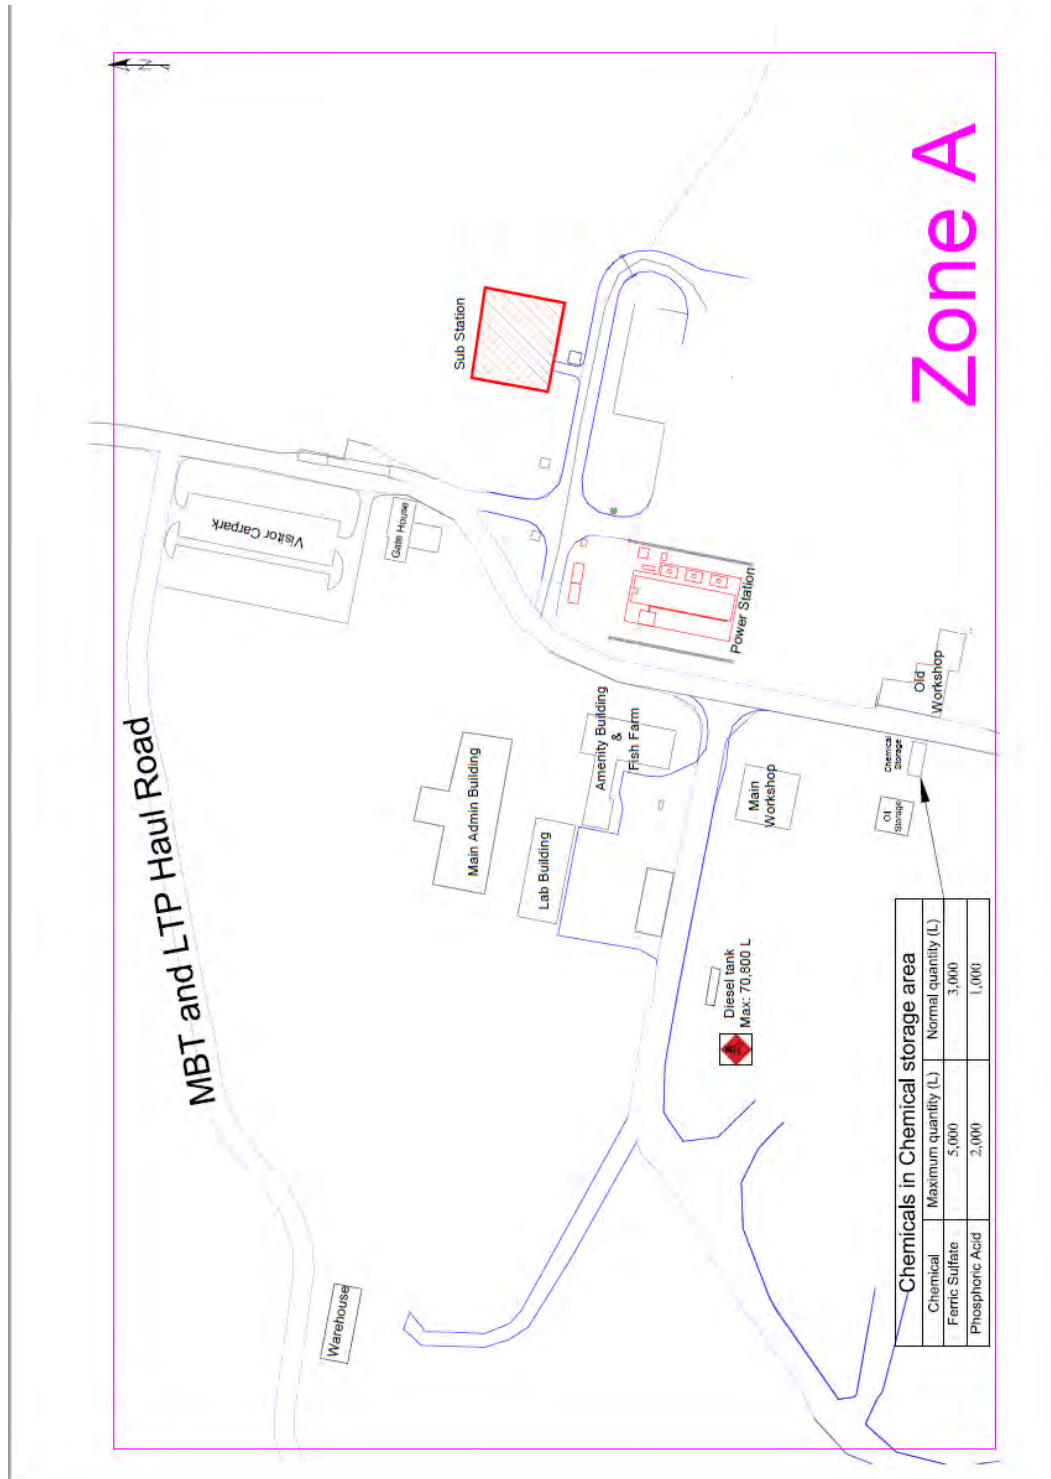 N
Zone A
Sub Station
Visitor Carpark
Gate House
Power Station
Old
Workshop
Amenity Building
&
Fish Farm
Main Admin Building
Lab Building
Main
Workshop
Chemical
Storage
Oil
Storage
MBT and LTP Haul Road
Diesel tank
Max: 70,800 L
Warehouse
Chemicals in Chemical storage area
Chemical Maximum quantity (L) Normal quantity (L)
Ferric Sulfate 5,000 3,000
Phosphoric Acid 2,000 1,000